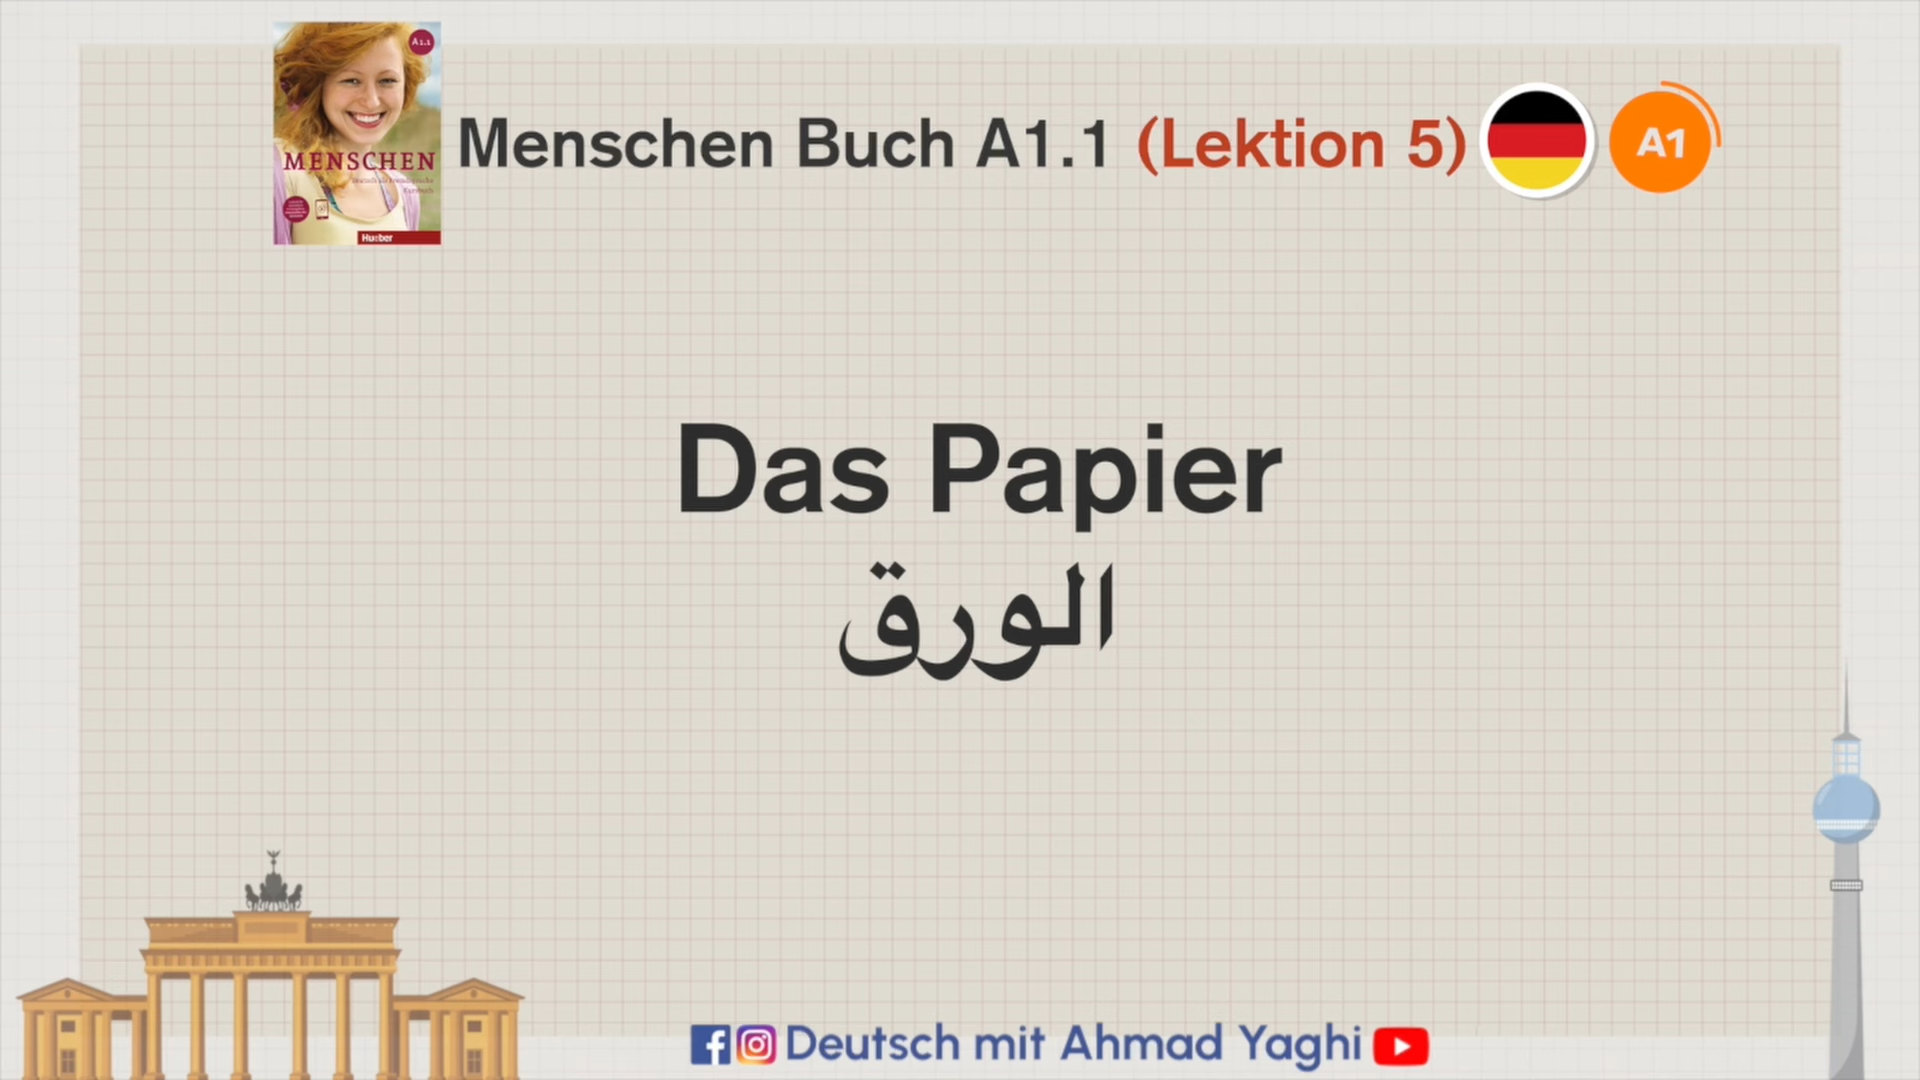 A1.1
MENSCHEN
Hueber
Menschen Buch A1.1 (Lektion 5)
A1
Das Papier
الورق
Deutsch mit Ahmad Yaghi